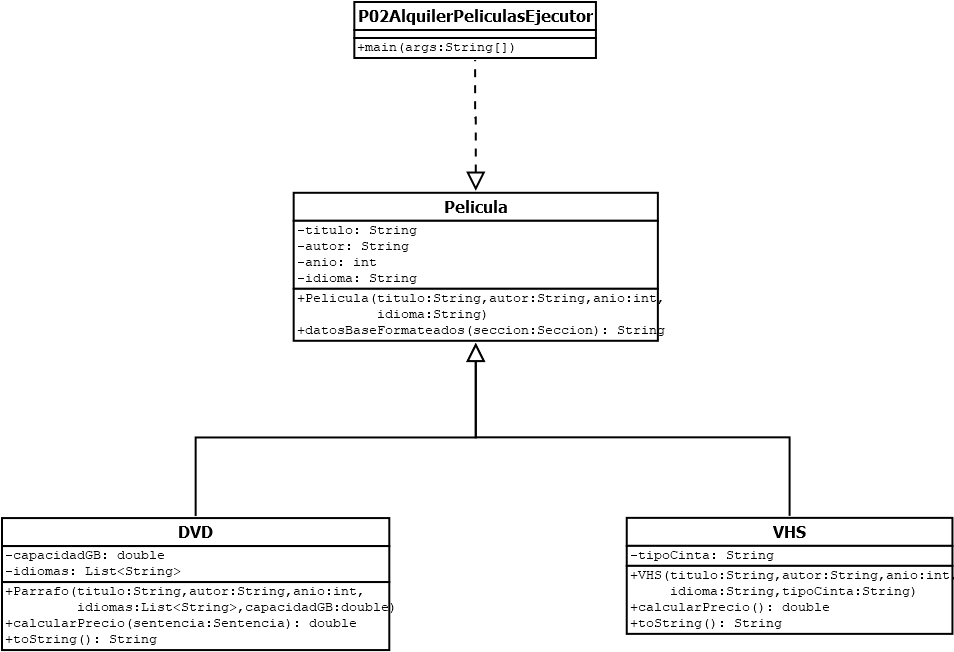 P02AlquilerPeliculasEjecutor
+main(args:String[])
Pelicula
-titulo: String
-autor: String
-anio: int
-idioma: String
+Pelicula(titulo:String,autor:String,anio:int,
idioma:String)
+datosBaseFormateados(seccion:Seccion): String
DVD
-capacidadGB: double
-idiomas: List<String>
+Parrafo(titulo:String,autor:String,anio:int,
idiomas:List<String>,capacidadGB:double)
+calcularPrecio(sentencia:Sentencia): double
+toString(): String
VHS
-tipoCinta: String
+VHS(titulo:String,autor:String,anio:int,
idioma:String,tipoCinta:String)
+calcularPrecio(): double
+toString(): String